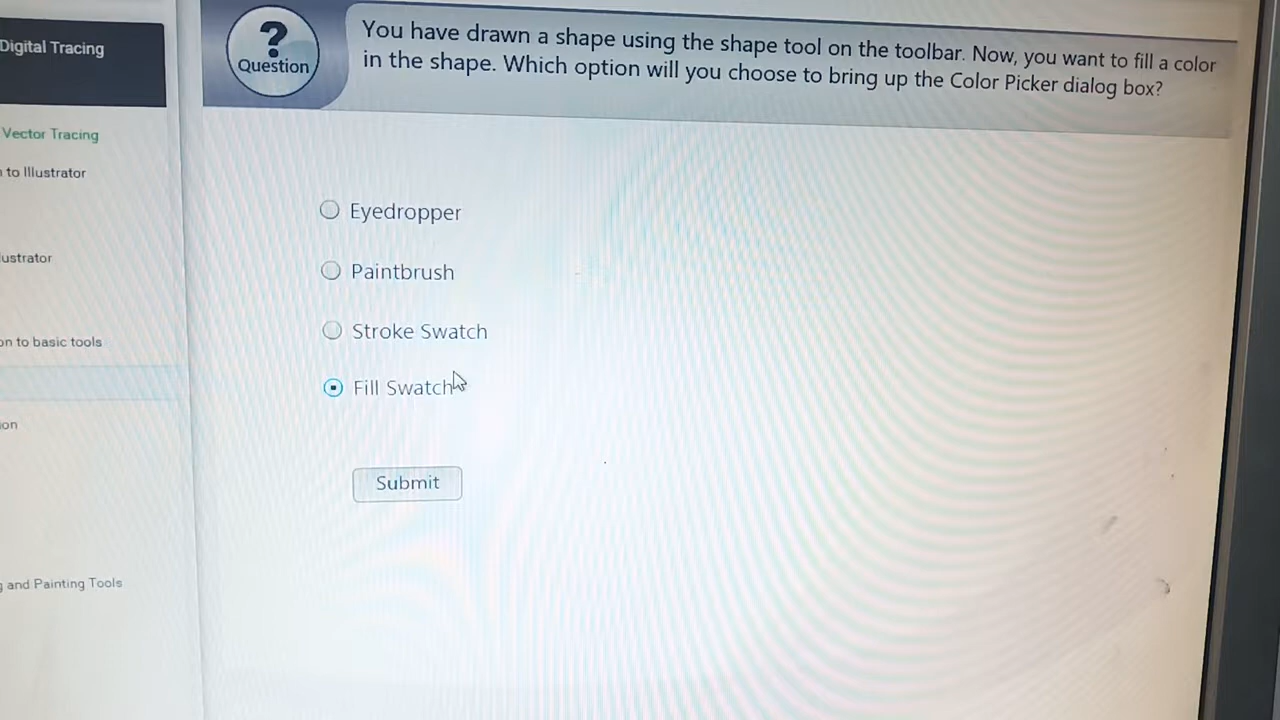 Digital Tracing
Vector Tracing
to Illustrator
ustrator
on to basic tools
ion
and Painting Tools
?
Question
You have drawn a shape using the shape tool on the toolbar. Now, you want to fill a color
in the shape. Which option will you choose to bring up the Color Picker dialog box?
Eyedropper
Paintbrush
Stroke Swatch
Fill Swatch
Submit